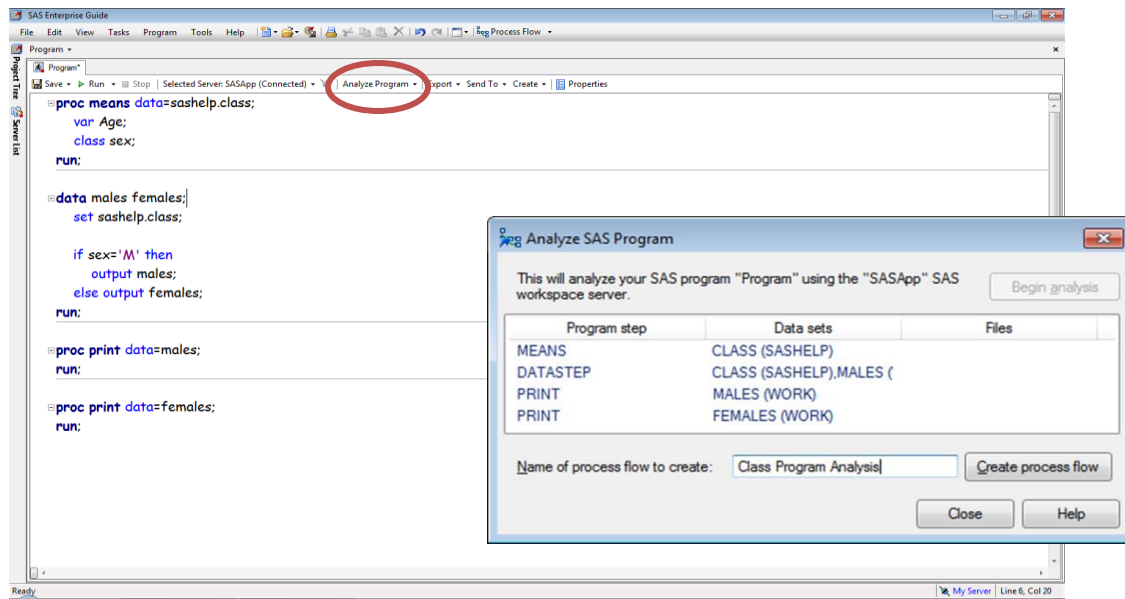 SAS Enterprise Guide
File Edit View Tasks Program Tools Help Process Flow
Program
Project Tree
Server List
Program*
Save Run Stop Selected Server: SASApp (Connected) Analyze Program Export Send To Create Properties
proc means data=sashelp.class;
var Age;
class sex;
run;
data males females;
set sashelp.class;
if sex='M' then
output males;
else output females;
run;
proc print data=males;
run;
proc print data=females;
run;
Analyze SAS Program
This will analyze your SAS program "Program" using the "SASApp" SAS
workspace server.
Begin analysis
Program step Data sets Files
MEANS CLASS (SASHELP)
DATASTEP CLASS (SASHELP),MALES (
PRINT MALES (WORK)
PRINT FEMALES (WORK)
Name of process flow to create: Class Program Analysis Create process flow
Close Help
Ready My Server Line 6, Col 20